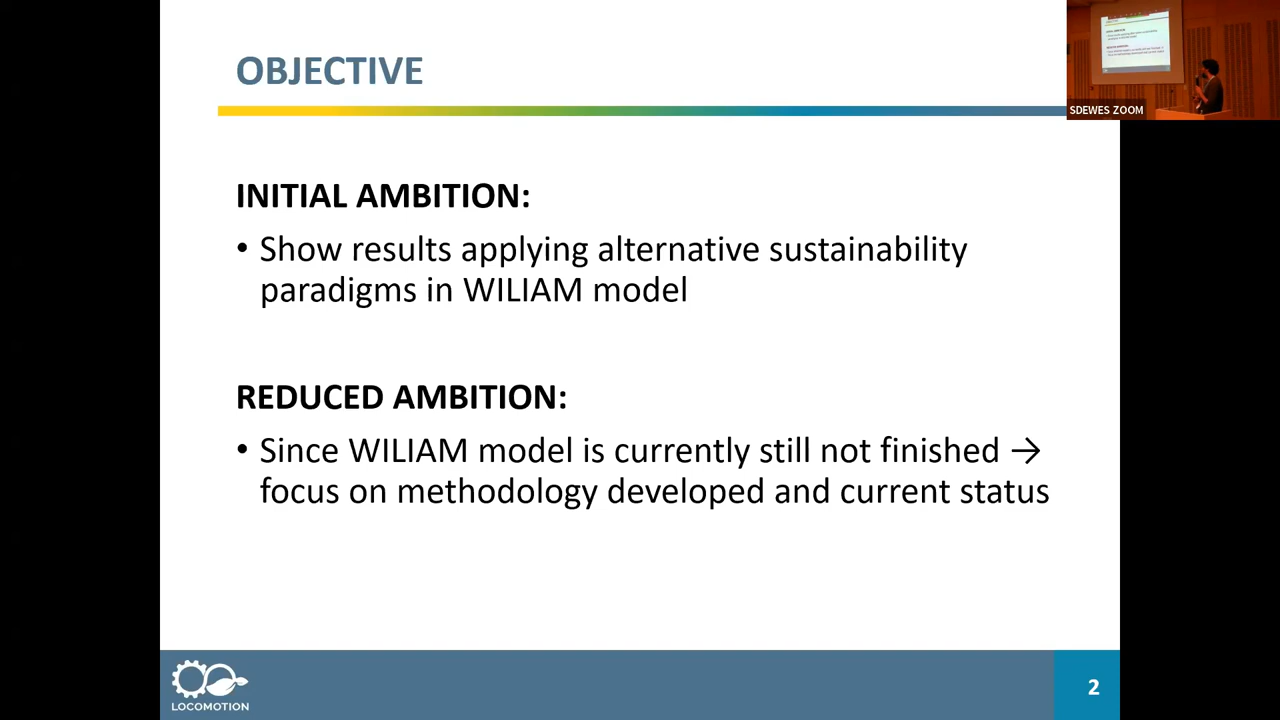 OBJECTIVE
SDEWES ZOOM
INITIAL AMBITION:
• Show results applying alternative sustainability
paradigms in WILIAM model
REDUCED AMBITION:
• Since WILIAM model is currently still not finished →
focus on methodology developed and current status
LOCOMOTION
2